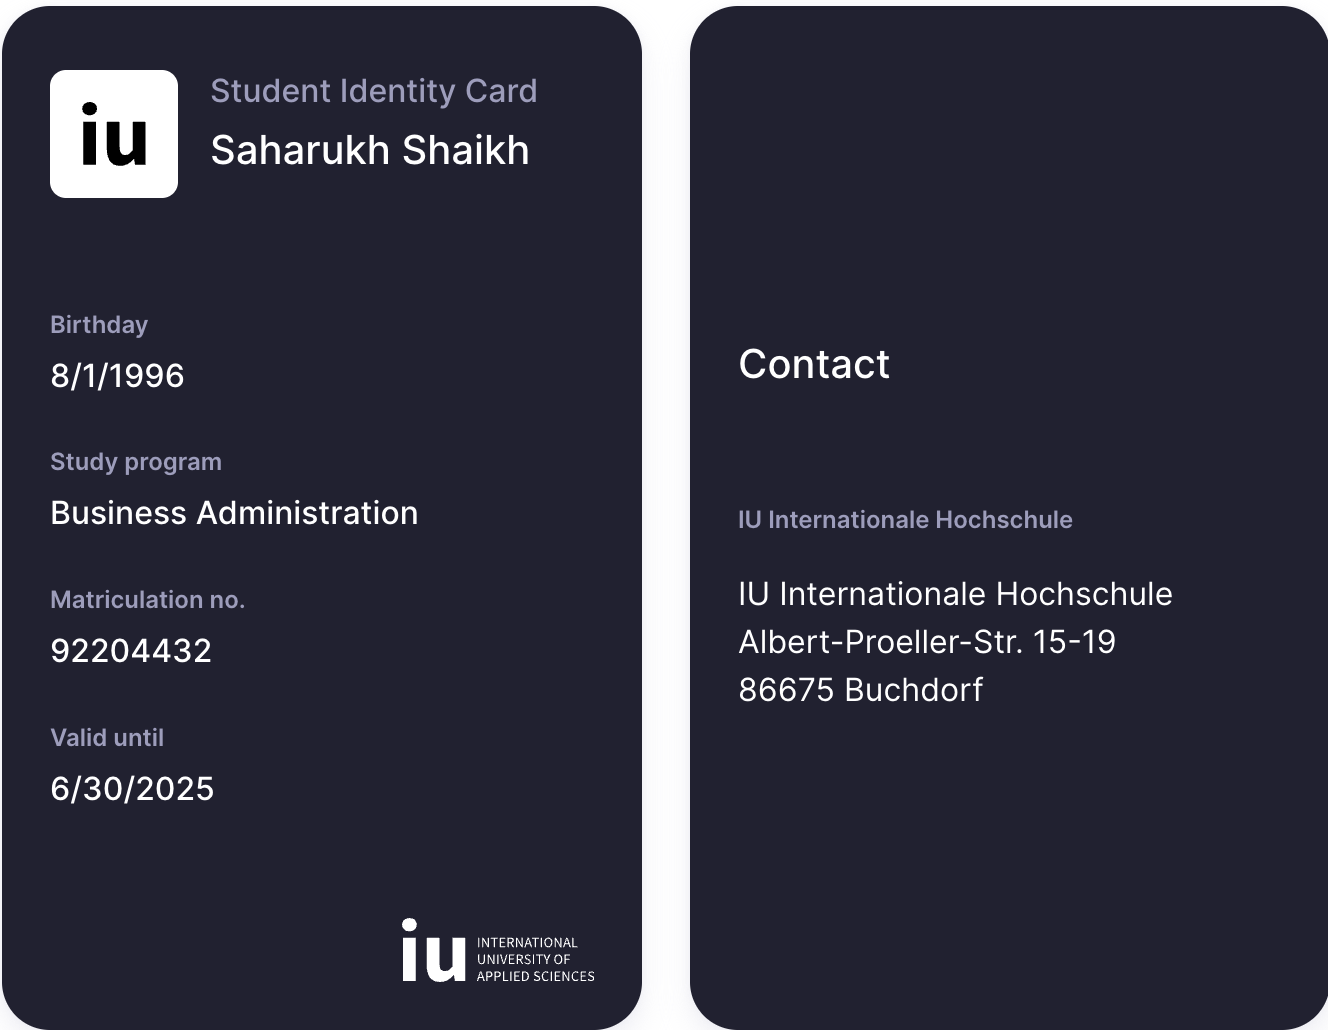 iu
Student Identity Card
Saharukh Shaikh
Birthday
8/1/1996
Study program
Business Administration
Matriculation no.
92204432
Valid until
6/30/2025
iu
INTERNATIONAL
UNIVERSITY OF
APPLIED SCIENCES
Contact
IU Internationale Hochschule
IU Internationale Hochschule
Albert-Proeller-Str. 15-19
86675 Buchdorf